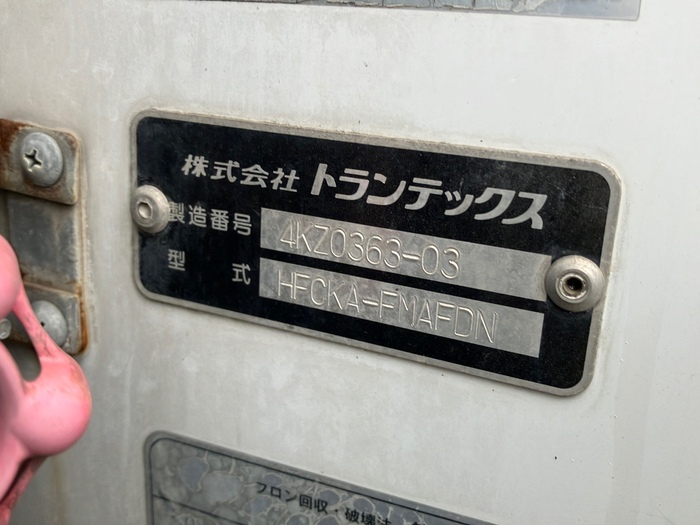 株式会社 トランテックス
製造番号 4KZ0363-03
型 式 HFCKA-FMAFDN
フロン回収・破壊法